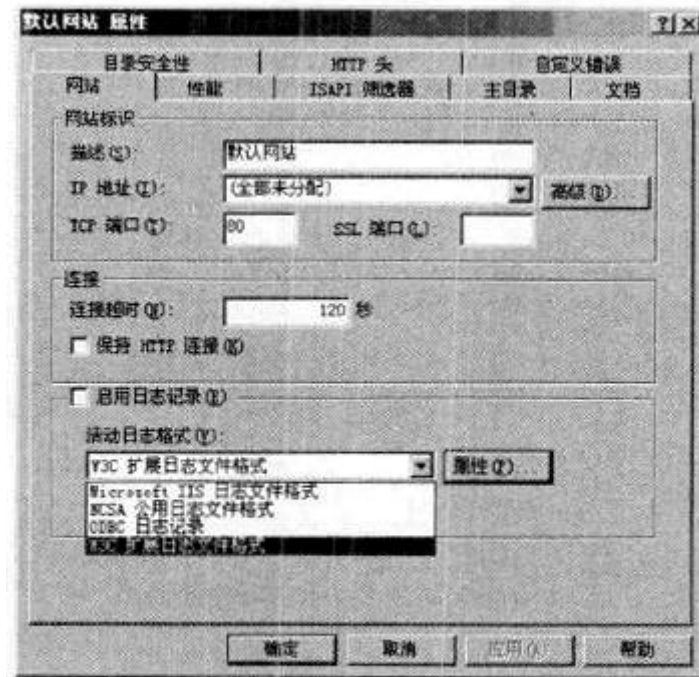 默认网站 属性
目录安全性 HTTP 头 自定义错误
网站 性能 ISAPI 筛选器 主目录 文档
网站标识
描述(S): 默认网站
IP 地址(I): (全部未分配) 高级(D)...
TCP 端口(T): 80 SSL 端口(L):
连接
连接超时(N): 120 秒
保持 HTTP 连接(K)
启用日志记录(E)
活动日志格式(V):
W3C 扩展日志文件格式 属性(P)...
Microsoft IIS 日志文件格式
NCSA 公用日志文件格式
ODBC 日志记录
W3C 扩展日志文件格式
确定 取消 应用(A) 帮助